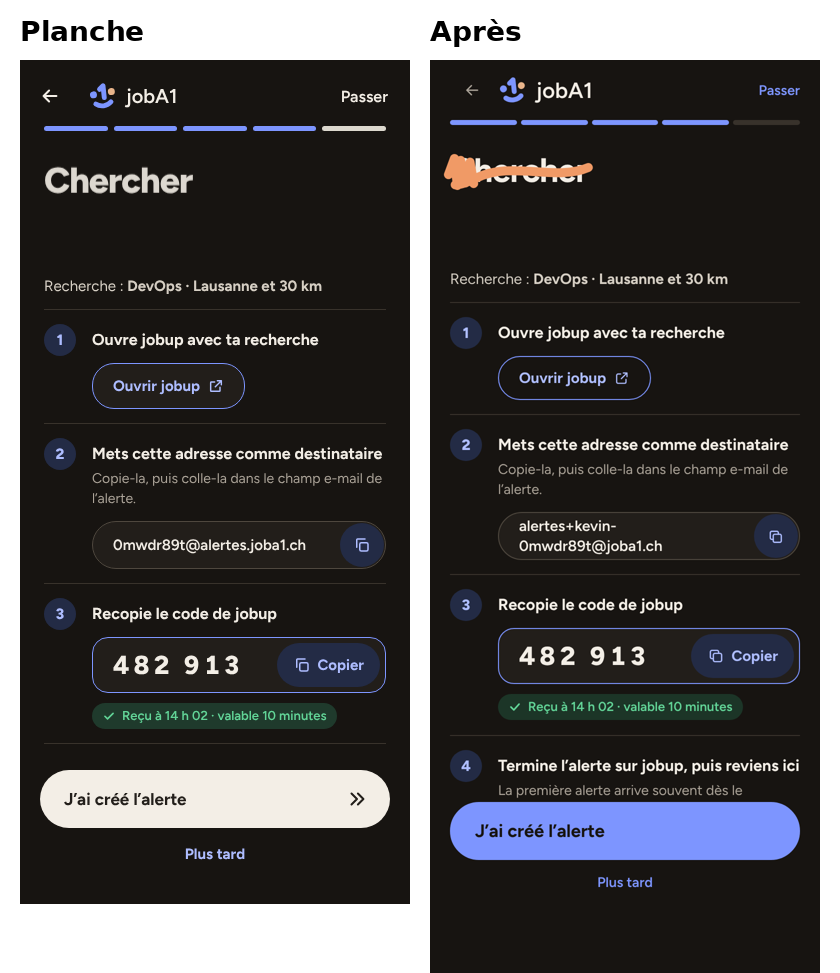 Planche
jobA1
Passer
Chercher
Recherche : DevOps · Lausanne et 30 km
1
Ouvre jobup avec ta recherche
Ouvrir jobup
2
Mets cette adresse comme destinataire
Copie-la, puis colle-la dans le champ e-mail de
l’alerte.
0mwdr89t@alertes.joba1.ch
3
Recopie le code de jobup
482 913
Copier
Reçu à 14 h 02 · valable 10 minutes
J’ai créé l’alerte
Plus tard
Après
jobA1
Passer
Chercher
Recherche : DevOps · Lausanne et 30 km
1
Ouvre jobup avec ta recherche
Ouvrir jobup
2
Mets cette adresse comme destinataire
Copie-la, puis colle-la dans le champ e-mail de
l’alerte.
alertes+kevin-
0mwdr89t@joba1.ch
3
Recopie le code de jobup
482 913
Copier
Reçu à 14 h 02 · valable 10 minutes
4
Termine l’alerte sur jobup, puis reviens ici
La première alerte arrive souvent dès le
J’ai créé l’alerte
Plus tard